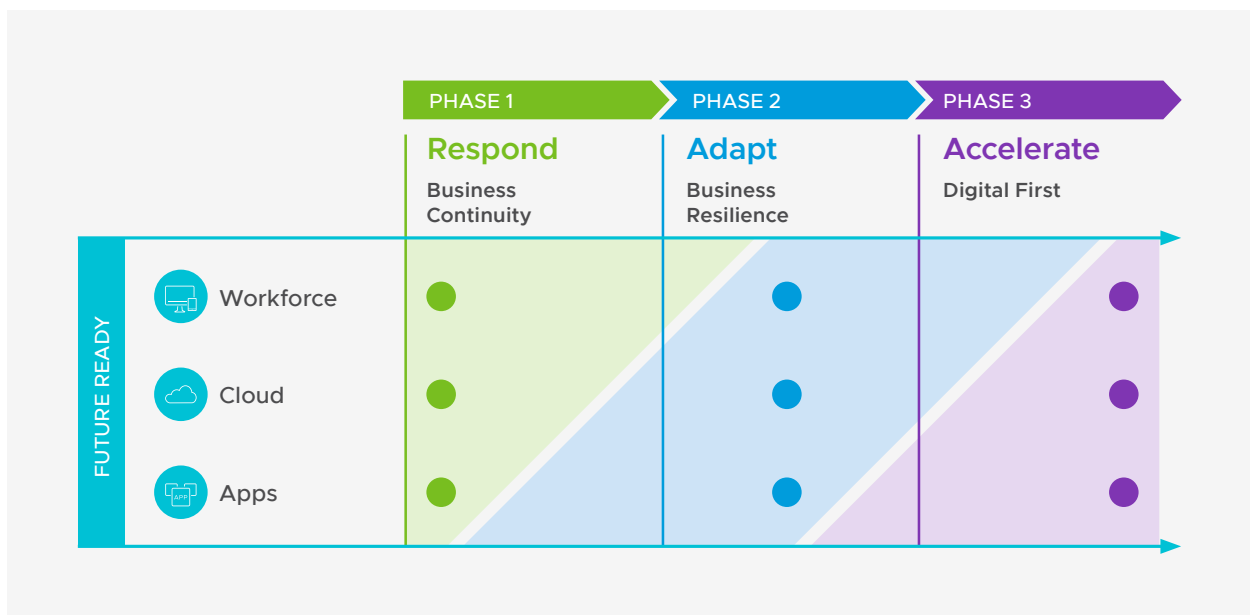 PHASE 1
PHASE 2
PHASE 3
Respond
Adapt
Accelerate
Business
Continuity
Business
Resilience
Digital First
FUTURE READY
Workforce
Cloud
APP
Apps